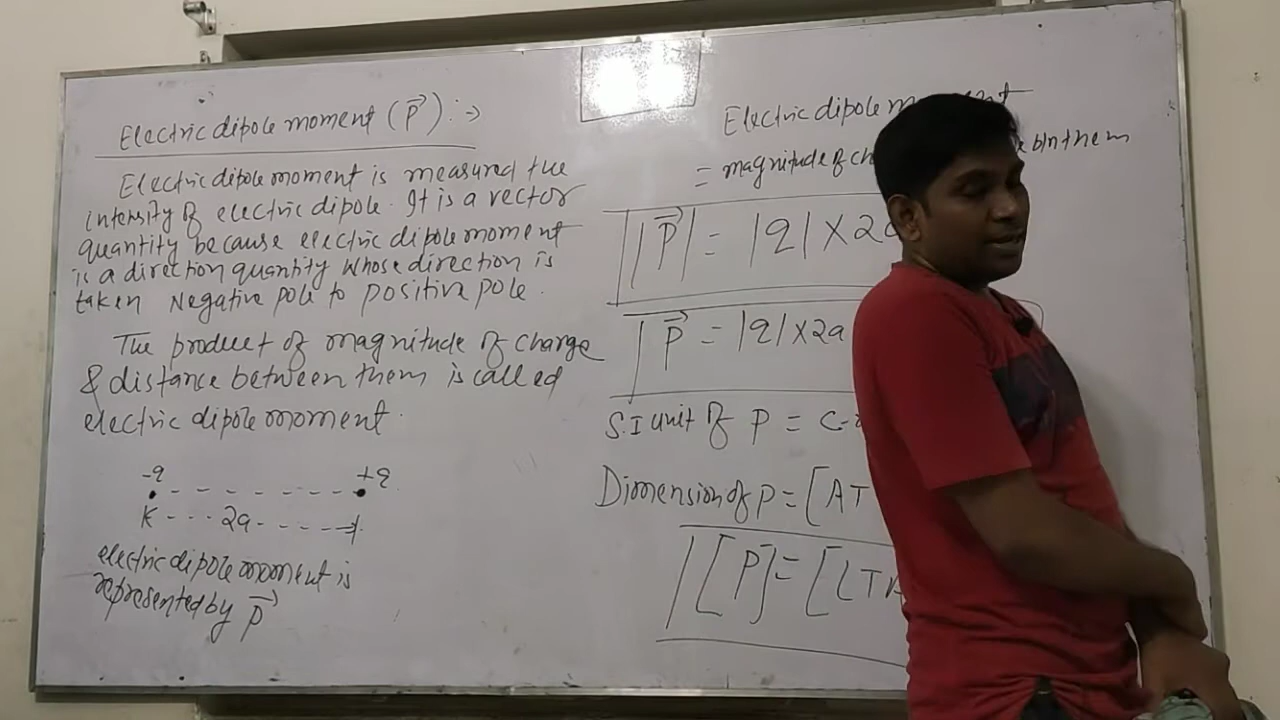 Electric dipole moment (P⃗) :→
Electric dipole moment is measured the
intensity of electric dipole. It is a vector
quantity because electric dipole moment
is a direction quantity whose direction is
taken Negative pole to positive pole.
The product of magnitude of charge
& distance between them is called
electric dipole moment.
-q +q
K - - - 2a - - - - -
electric dipole moment is
represented by P⃗
Electric dipole
= magnitude of b/n them
|P⃗| = |q| × 2a
P⃗ = |q| × 2a
S.I unit of P = C-
Dimension of P = [AT
[P] = [LT